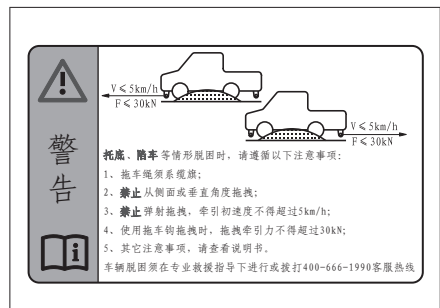 V≤5km/h
F≤30kN
V≤5km/h
F≤30kN
警告
托底、陷车等情形脱困时，请遵循以下注意事项：
1、拖车绳须系缆旗；
2、禁止从侧面或垂直角度拖拽；
3、禁止弹射拖拽，牵引初速度不得超过5km/h；
4、使用拖车钩拖拽时，拖拽牵引力不得超过30kN；
5、其它注意事项，请查看说明书。
车辆脱困须在专业救援指导下进行或拨打400-666-1990客服热线